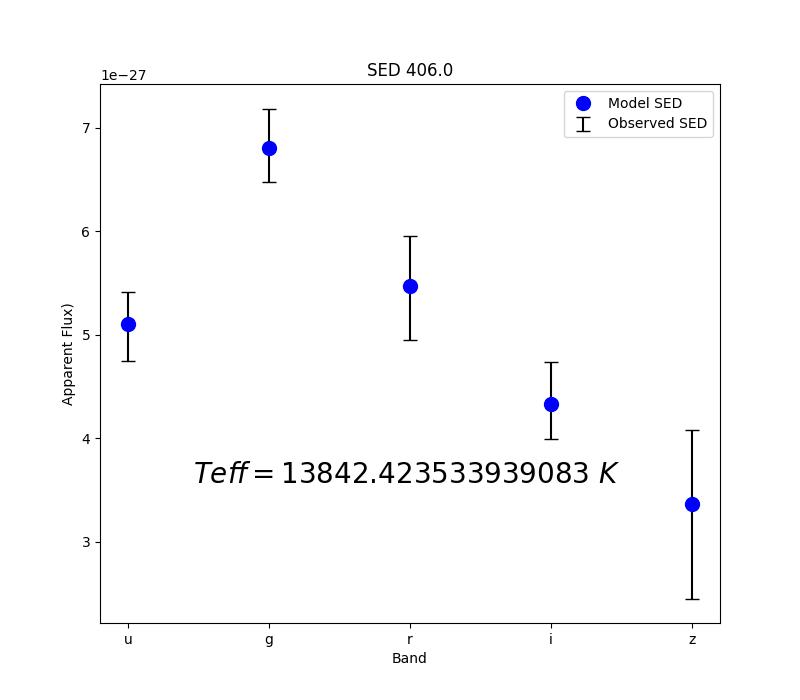 SED 406.0
1e−27
Model SED
Observed SED
7
6
5
4
3
Apparent Flux)
Teff = 13842.423533939083 K
u g r i z
Band